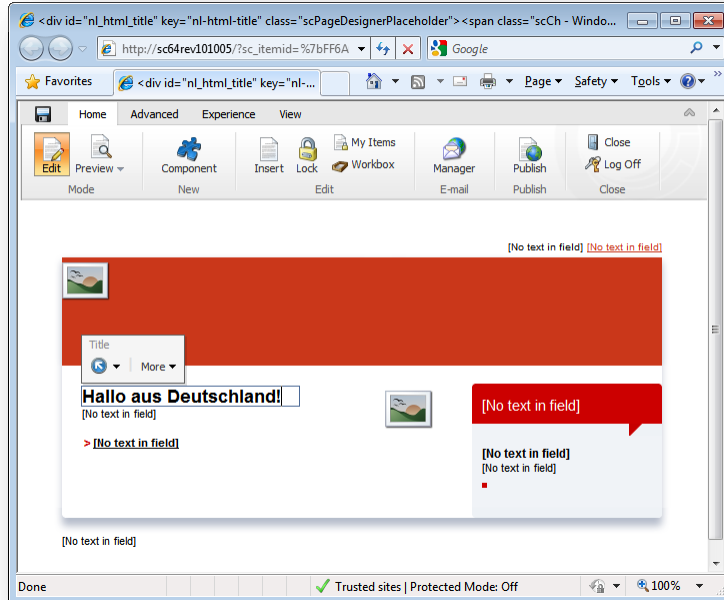 <div id="nl_html_title" key="nl-html-title" class="scPageDesignerPlaceholder"><span class="scCh - Windo...
http://sc64rev101005/?sc_itemid=%7bFF6A
Google
Favorites
<div id="nl_html_title" key="nl-...
Page
Safety
Tools
Home
Advanced
Experience
View
Edit
Preview
Mode
Component
New
Insert
Lock
My Items
Workbox
Edit
Manager
E-mail
Publish
Publish
Close
Log Off
Close
[No text in field] [No text in field]
Title
More
Hallo aus Deutschland!
[No text in field]
> [No text in field]
[No text in field]
[No text in field]
[No text in field]
[No text in field]
Done
Trusted sites | Protected Mode: Off
100%